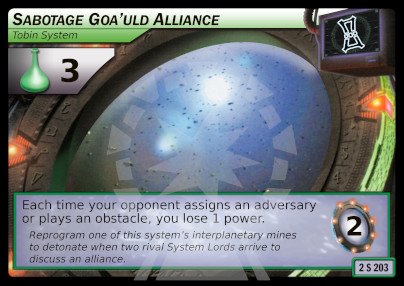 Sabotage Goa'uld Alliance
Tobin System
3
Each time your opponent assigns an adversary
or plays an obstacle, you lose 1 power.
2
Reprogram one of this system's interplanetary mines
to detonate when two rival System Lords arrive to
discuss an alliance.
2 S 203